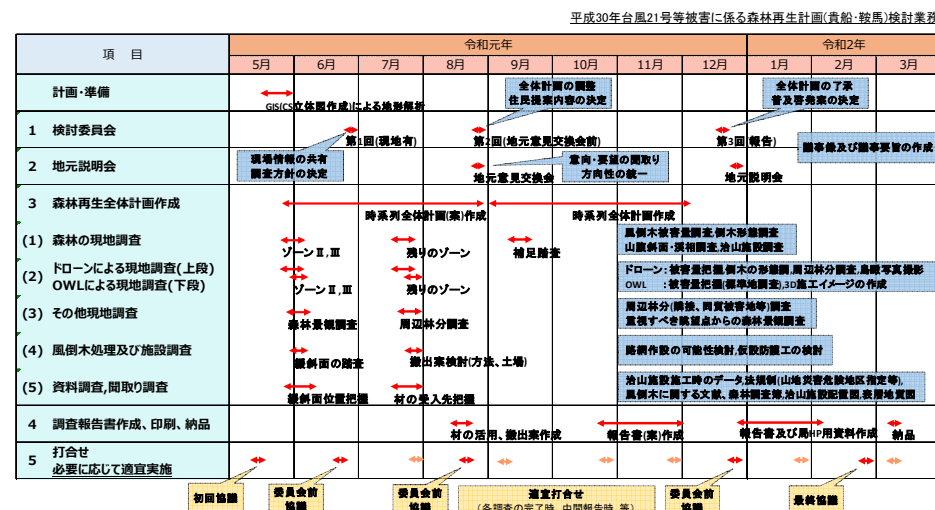 平成30年台風21号等被害に係る森林再生計画(貴船・鞍馬)検討業務
項　目
令和元年
令和2年
5月
6月
7月
8月
9月
10月
11月
12月
1月
2月
3月
計画・準備
GIS(CS立体図作成)による地形解析
全体計画の調整
住民提案内容の決定
全体計画の了承
普及啓発案の決定
1 検討委員会
第1回(現地有)
第2回(地元意見交換会前)
第3回(報告)
議事録及び議事要旨の作成
2 地元説明会
現場情報の共有
調査方針の決定
地元意見交換会
意向・要望の聞取り
方向性の統一
地元説明会
3 森林再生全体計画作成
時系列全体計画(案)作成
時系列全体計画作成
(1) 森林の現地調査
ゾーンⅡ,Ⅲ
残りのゾーン
補足踏査
風倒木被害量調査,倒木形態調査
山腹斜面・渓相調査,治山施設調査
(2) ドローンによる現地調査(上段)
OWLによる現地調査(下段)
ゾーンⅡ,Ⅲ
残りのゾーン
ドローン:被害量把握,倒木の形態調,周辺林分調査,鳥瞰写真撮影
OWL　:被害量把握(標準地調査),3D施工イメージの作成
(3) その他現地調査
森林景観調査
周辺林分調査
周辺林分(隣接、同質被害地等)調査
重視すべき眺望点からの森林景観調査
(4) 風倒木処理及び施設調査
緩斜面の踏査
搬出案検討(方法、土場)
路網作設の可能性検討,仮設防護工の検討
(5) 資料調査,聞取り調査
緩斜面位置把握
材の受入先把握
治山施設施工時のデータ,法規制(山地災害危険地区指定等),
風倒木に関する文献、森林調査簿,治山施設配置図,表層地質図
4 調査報告書作成、印刷、納品
材の活用、搬出案作成
報告書(案)作成
報告書及び局HP用資料作成
納品
5 打合せ
必要に応じて適宜実施
初回協議
委員会前
協議
委員会前
協議
適宜打合せ
(各調査の完了時、中間報告時、等)
委員会前
協議
最終協議